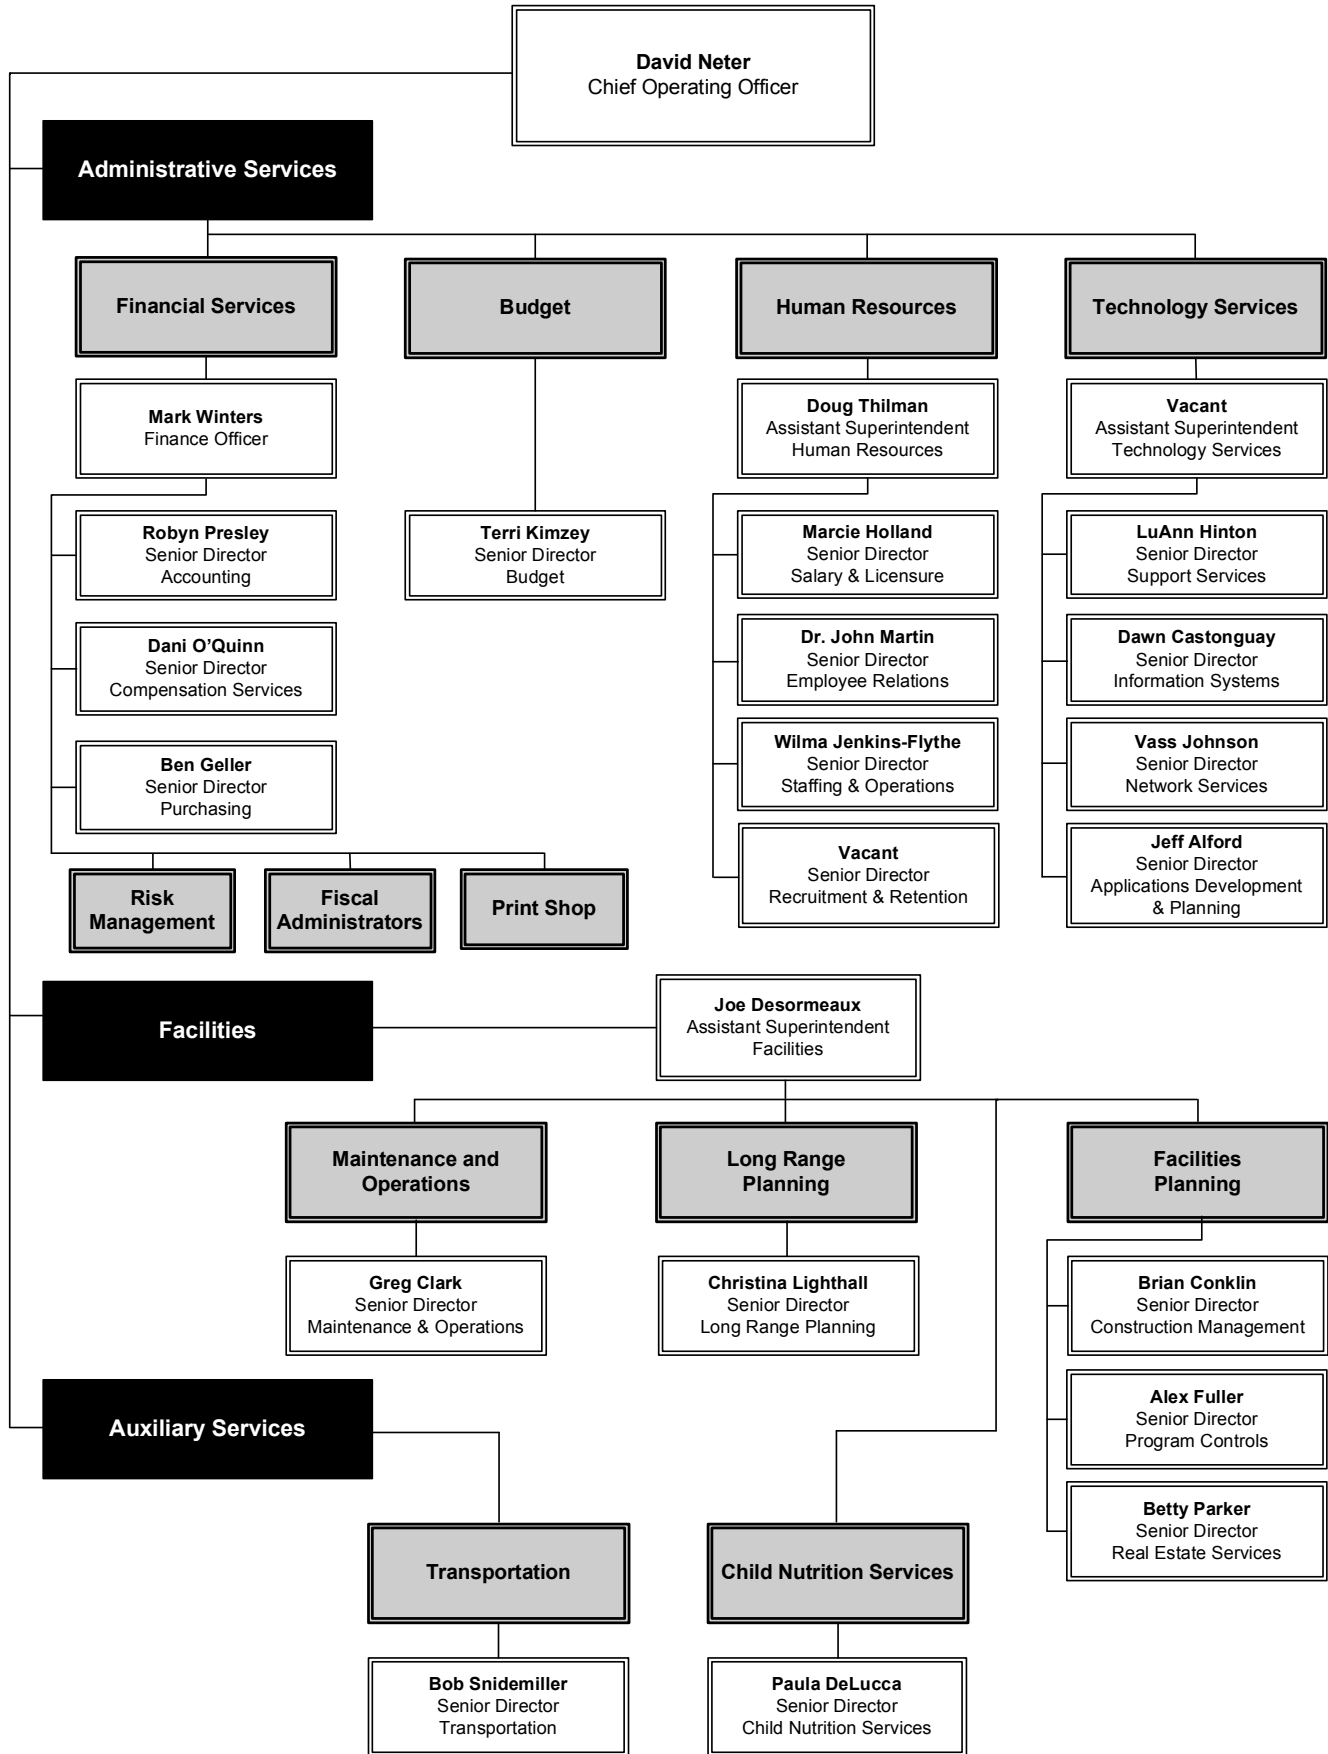 David Neter
Chief Operating Officer
Administrative Services
Financial Services
Budget
Human Resources
Technology Services
Mark Winters
Finance Officer
Doug Thilman
Assistant Superintendent
Human Resources
Vacant
Assistant Superintendent
Technology Services
Robyn Presley
Senior Director
Accounting
Terri Kimzey
Senior Director
Budget
Marcie Holland
Senior Director
Salary & Licensure
LuAnn Hinton
Senior Director
Support Services
Dani O’Quinn
Senior Director
Compensation Services
Dr. John Martin
Senior Director
Employee Relations
Dawn Castonguay
Senior Director
Information Systems
Ben Geller
Senior Director
Purchasing
Wilma Jenkins-Flythe
Senior Director
Staffing & Operations
Vass Johnson
Senior Director
Network Services
Risk
Management
Fiscal
Administrators
Print Shop
Vacant
Senior Director
Recruitment & Retention
Jeff Alford
Senior Director
Applications Development
& Planning
Facilities
Joe Desormeaux
Assistant Superintendent
Facilities
Maintenance and
Operations
Long Range
Planning
Facilities
Planning
Greg Clark
Senior Director
Maintenance & Operations
Christina Lighthall
Senior Director
Long Range Planning
Brian Conklin
Senior Director
Construction Management
Auxiliary Services
Alex Fuller
Senior Director
Program Controls
Betty Parker
Senior Director
Real Estate Services
Transportation
Child Nutrition Services
Bob Snidemiller
Senior Director
Transportation
Paula DeLucca
Senior Director
Child Nutrition Services